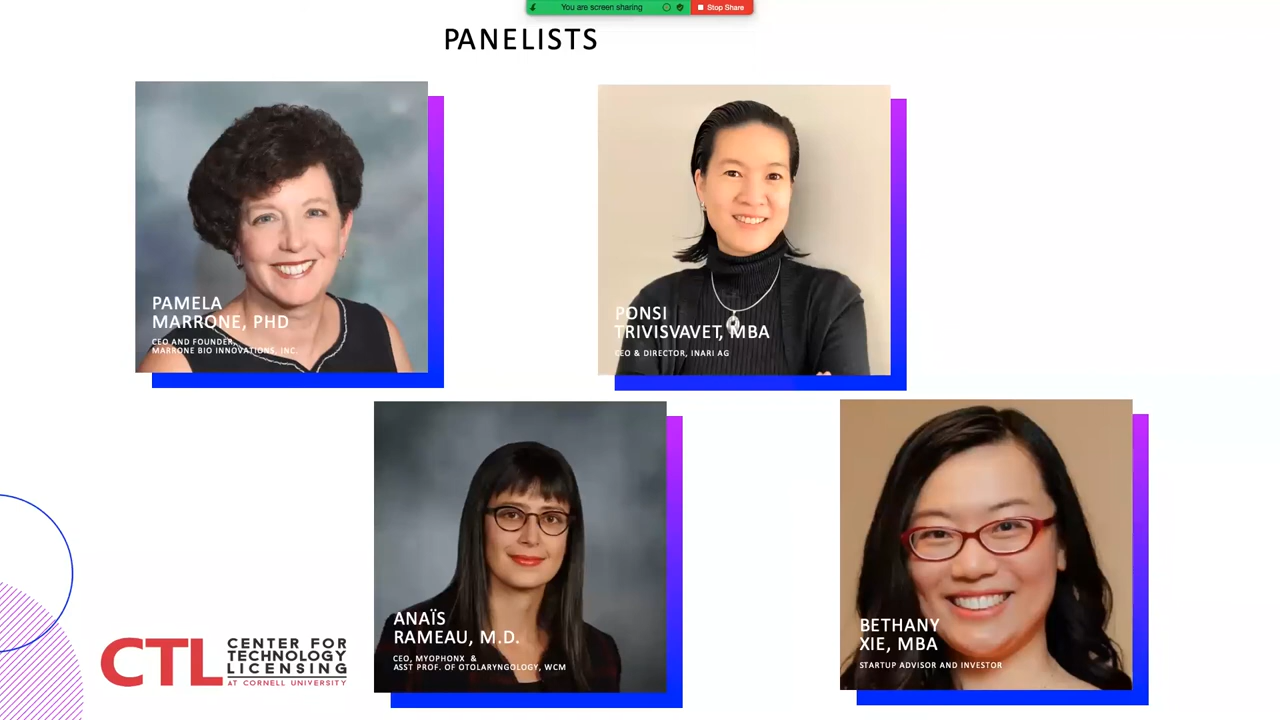 You are screen sharing
Stop Share
PANELISTS
PAMELA
MARRONE, PHD
CEO AND FOUNDER,
MARRONE BIO INNOVATIONS, INC.
PONSI
TRIVISVAVET, MBA
CEO & DIRECTOR, INARI AG
ANAÏS
RAMEAU, M.D.
CEO, MYOPHONX &
ASST PROF. OF OTOLARYNGOLOGY, WCM
BETHANY
XIE, MBA
STARTUP ADVISOR AND INVESTOR
CTL
CENTER FOR
TECHNOLOGY
LICENSING
AT CORNELL UNIVERSITY